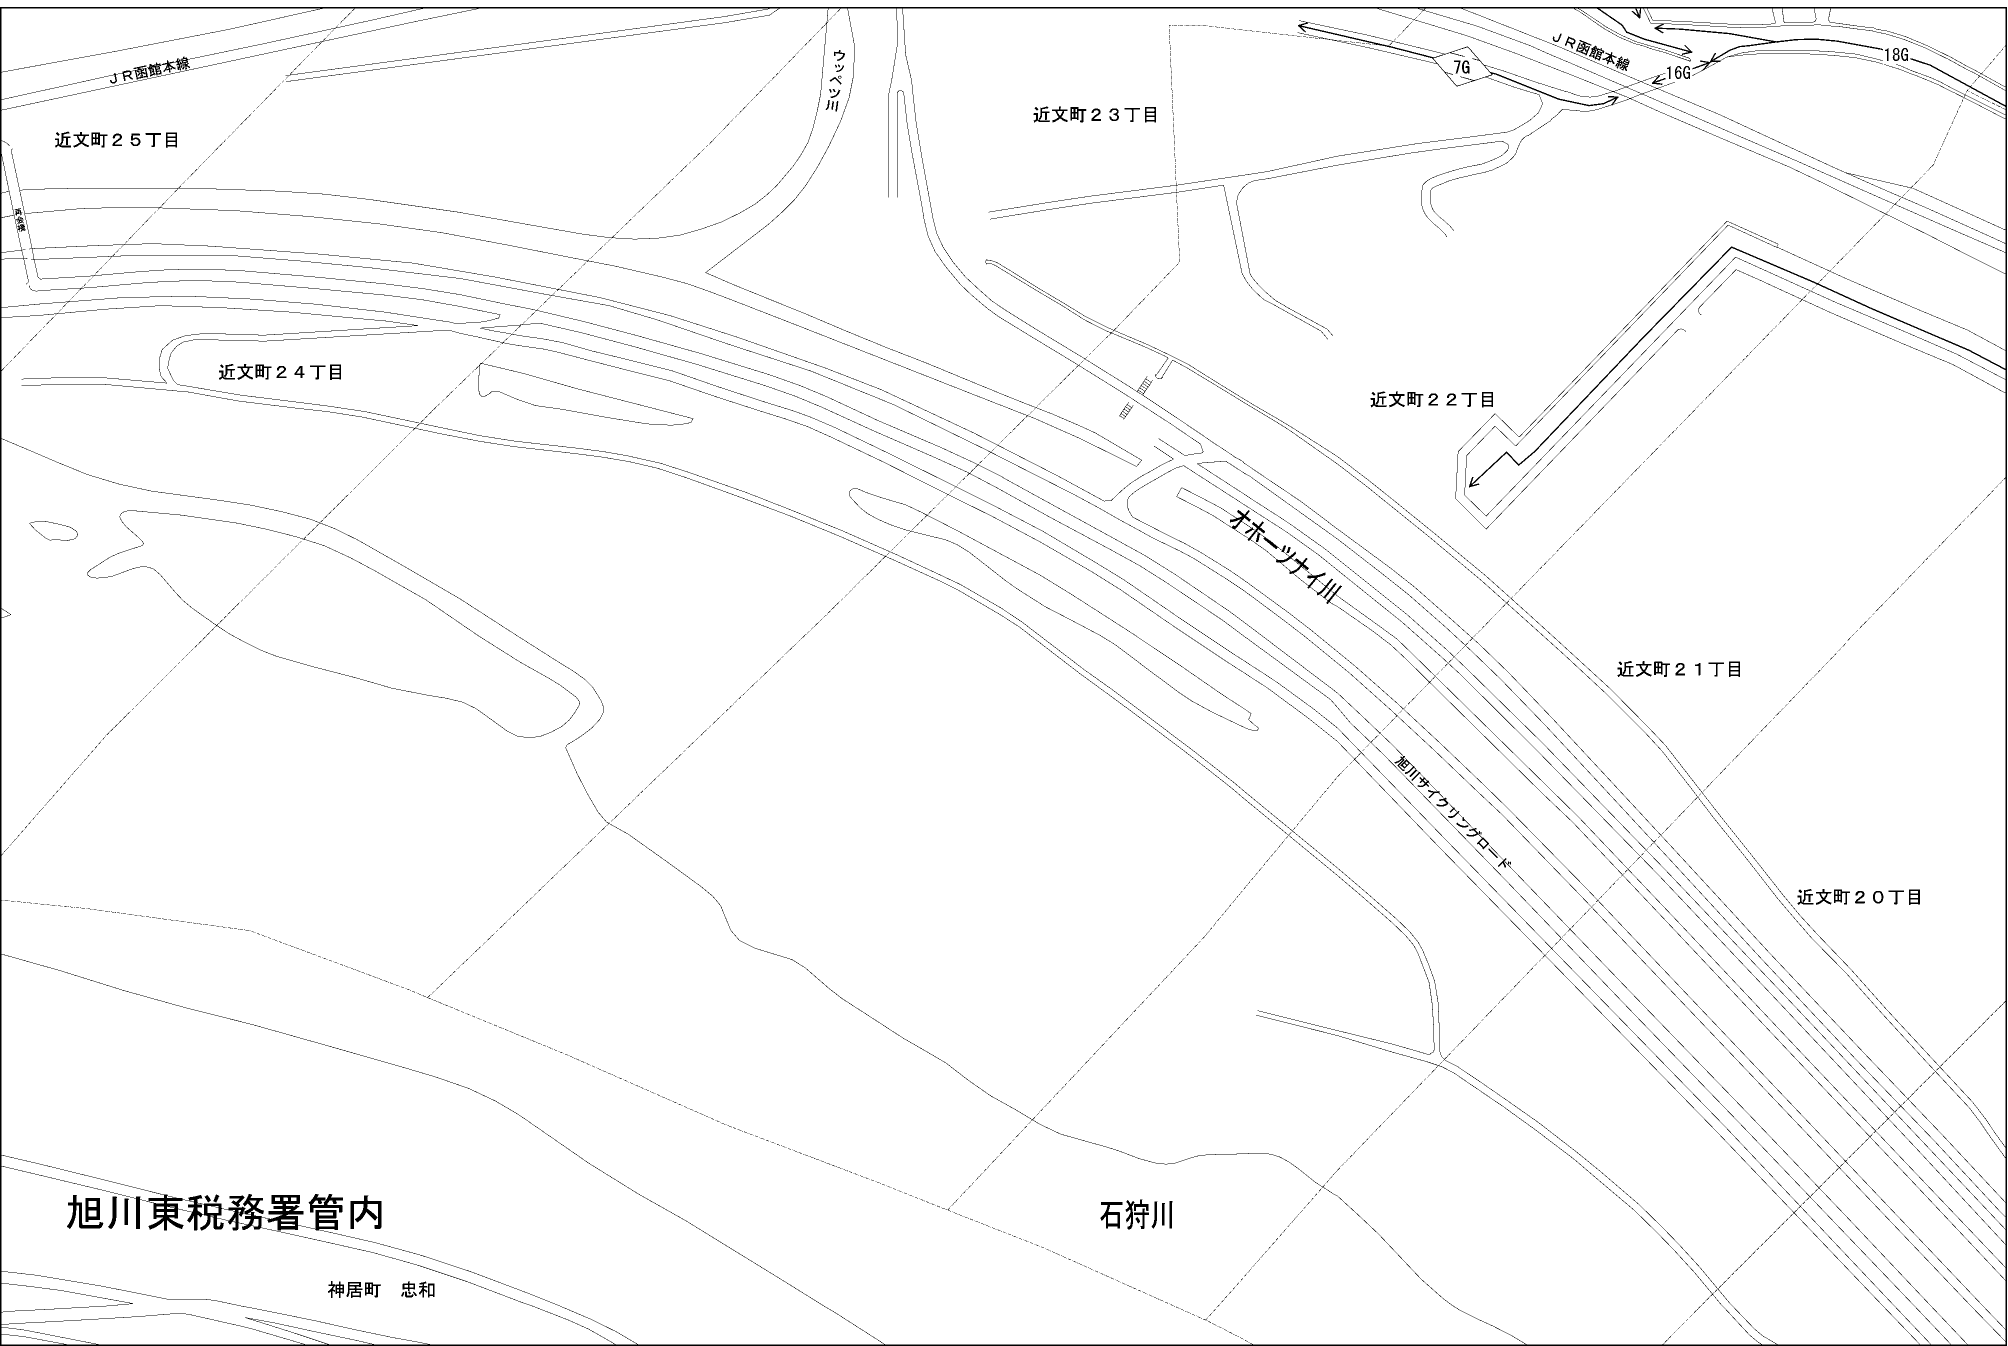 ＪＲ函館本線
ウッペツ川
7G
ＪＲ函館本線
16G
18G
近文町２５丁目
近文町２３丁目
近文町２４丁目
近文町２２丁目
オホーツナイ川
近文町２１丁目
旭川サイクリングロード
近文町２０丁目
旭川東税務署管内
石狩川
神居町　忠和